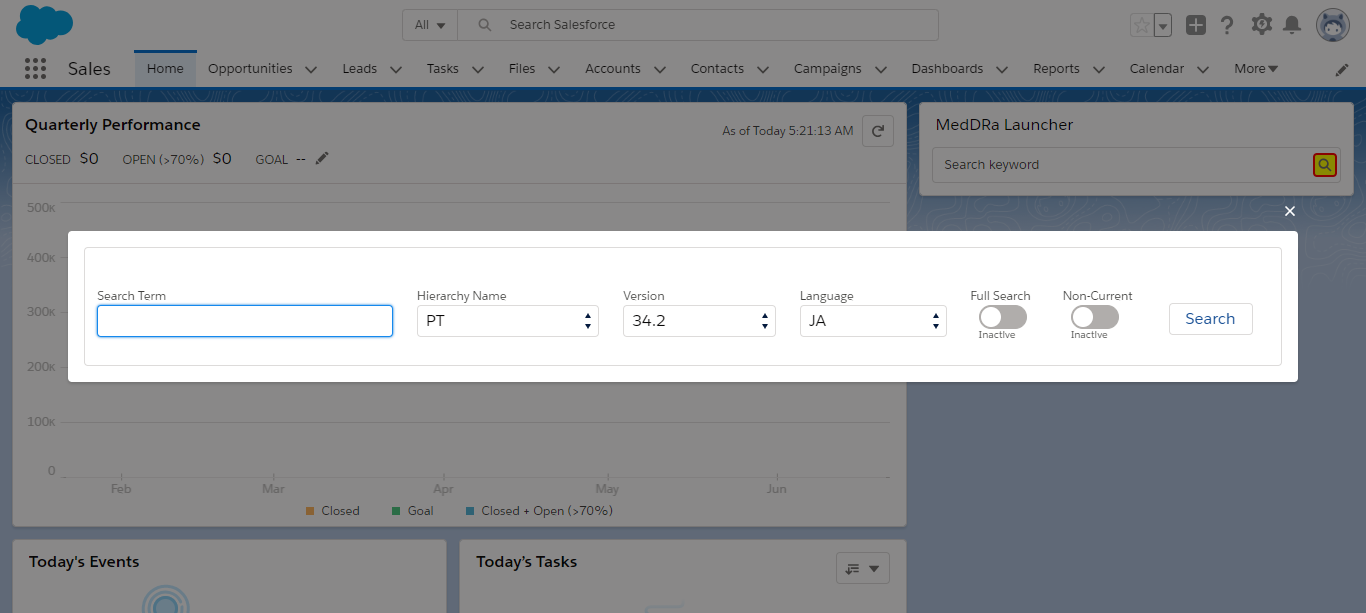 All
Search Salesforce
Sales
Home
Opportunities
Leads
Tasks
Files
Accounts
Contacts
Campaigns
Dashboards
Reports
Calendar
More
Quarterly Performance
As of Today 5:21:13 AM
CLOSED $0 OPEN (>70%) $0 GOAL --
MedDRa Launcher
Search keyword
500K
400K
300K
200K
100K
0
Feb
Mar
Apr
May
Jun
Closed
Goal
Closed + Open (>70%)
Search Term
Hierarchy Name
PT
Version
34.2
Language
JA
Full Search
Inactive
Non-Current
Inactive
Search
Today's Events
Today's Tasks